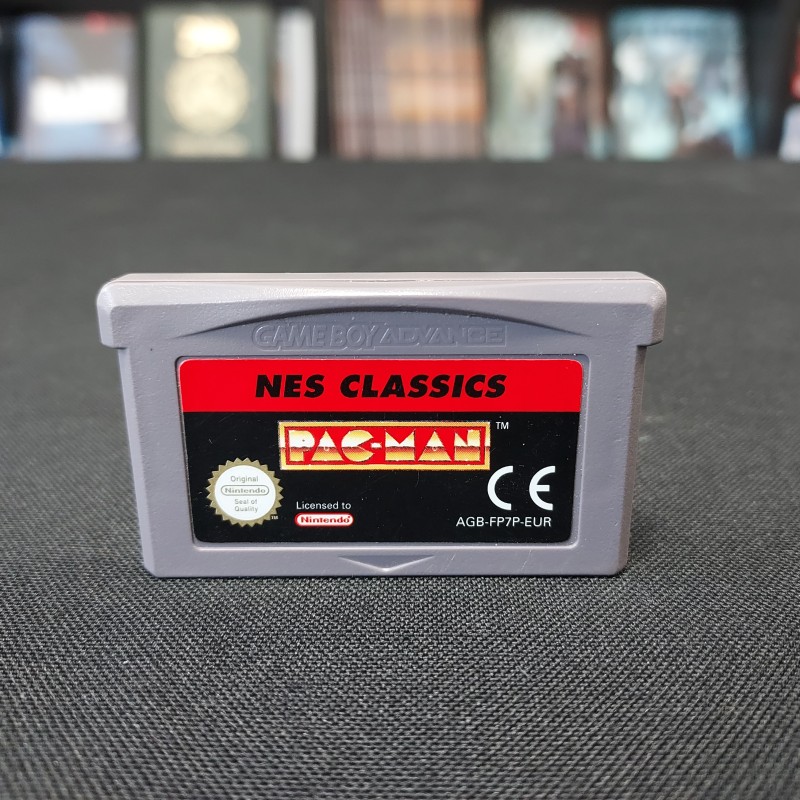 GAME BOY ADVANCE
NES CLASSICS
PAC-MAN™
Original
Nintendo
Seal of
Quality
™
Licensed to
Nintendo
CE
AGB-FP7P-EUR